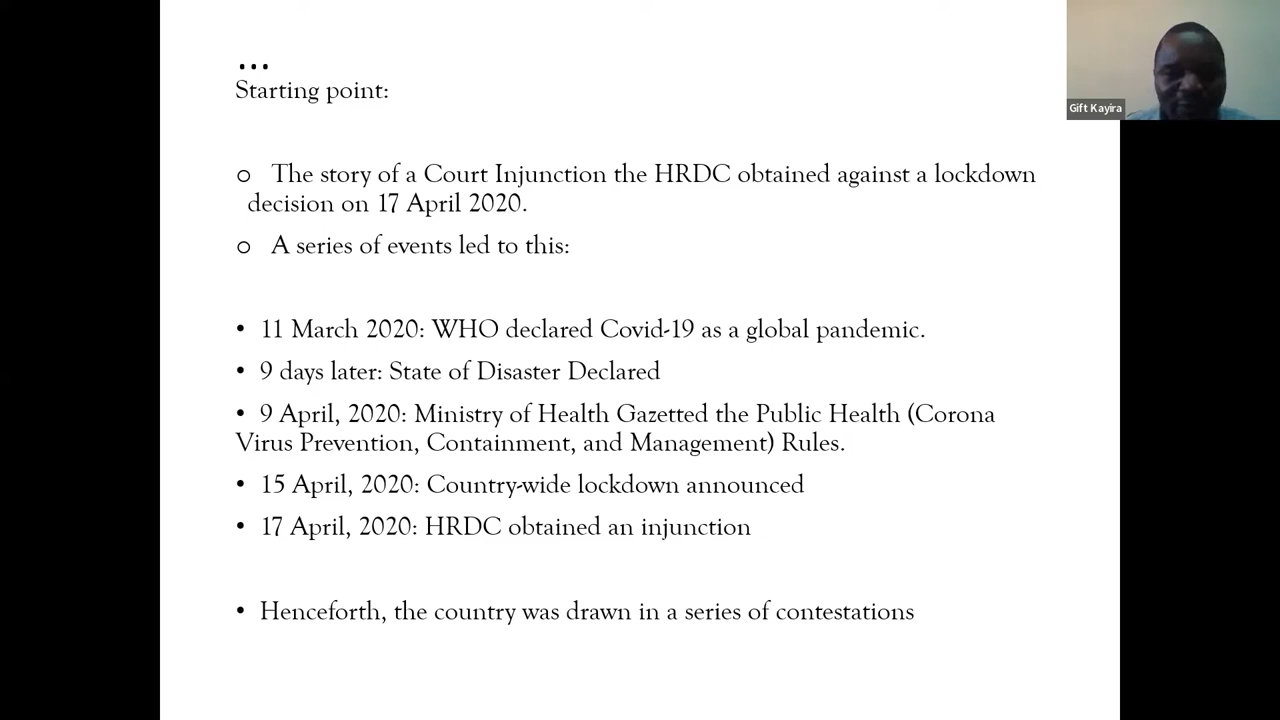 ...
Starting point:
o The story of a Court Injunction the HRDC obtained against a lockdown
decision on 17 April 2020.
o A series of events led to this:
• 11 March 2020: WHO declared Covid-19 as a global pandemic.
• 9 days later: State of Disaster Declared
• 9 April, 2020: Ministry of Health Gazetted the Public Health (Corona
Virus Prevention, Containment, and Management) Rules.
• 15 April, 2020: Country-wide lockdown announced
• 17 April, 2020: HRDC obtained an injunction
• Henceforth, the country was drawn in a series of contestations
Gift Kayira